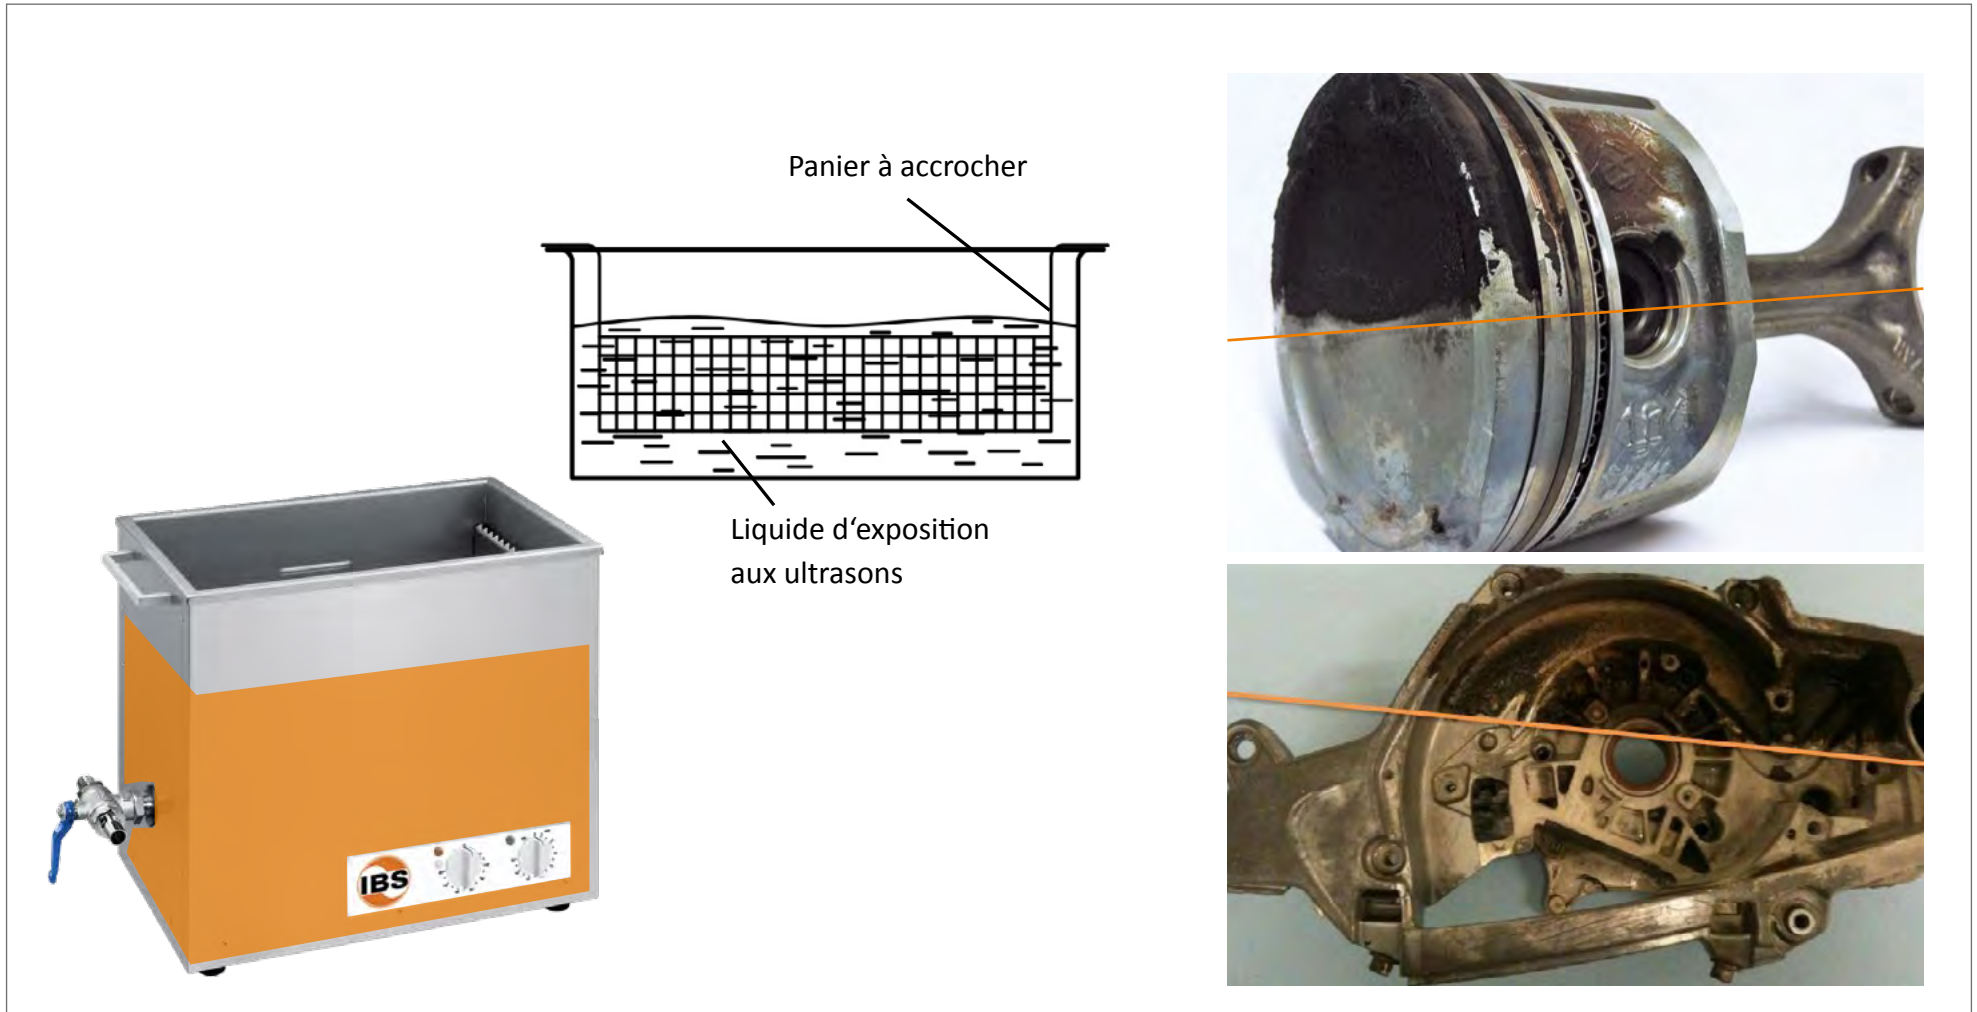 Panier à accrocher
Liquide d‘exposition
aux ultrasons
IBS